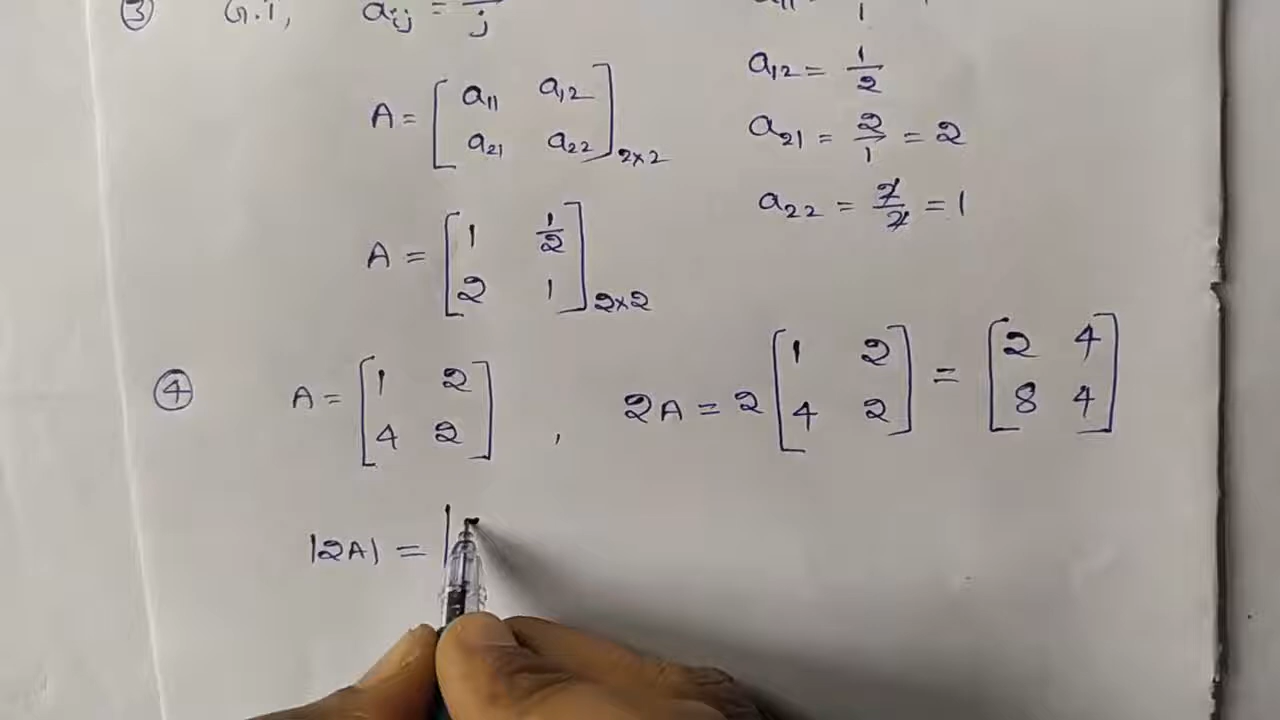 ③ G.i, aij = /j a11 = /1
a12 = 1/2
A = [a11 a12
a21 a22]2×2
a21 = 2/1 = 2
a22 = 2/2 = 1
A = [1 1/2
2 1]2×2
④ A = [1 2
4 2] , 2A = 2 [1 2
4 2] = [2 4
8 4]
|2A| = |